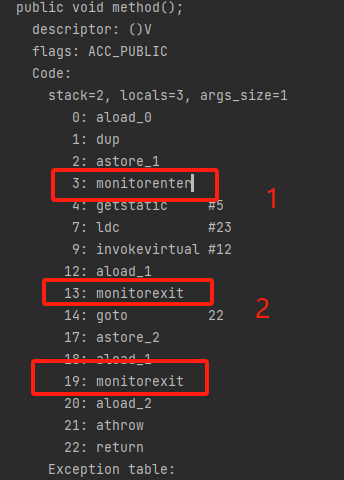 public void method();
descriptor: ()V
flags: ACC_PUBLIC
Code:
stack=2, locals=3, args_size=1
0: aload_0
1: dup
2: astore_1
3: monitorenter
1
4: getstatic #5
7: ldc #23
9: invokevirtual #12
12: aload_1
13: monitorexit
2
14: goto 22
17: astore_2
18: aload_1
19: monitorexit
20: aload_2
21: athrow
22: return
Exception table: